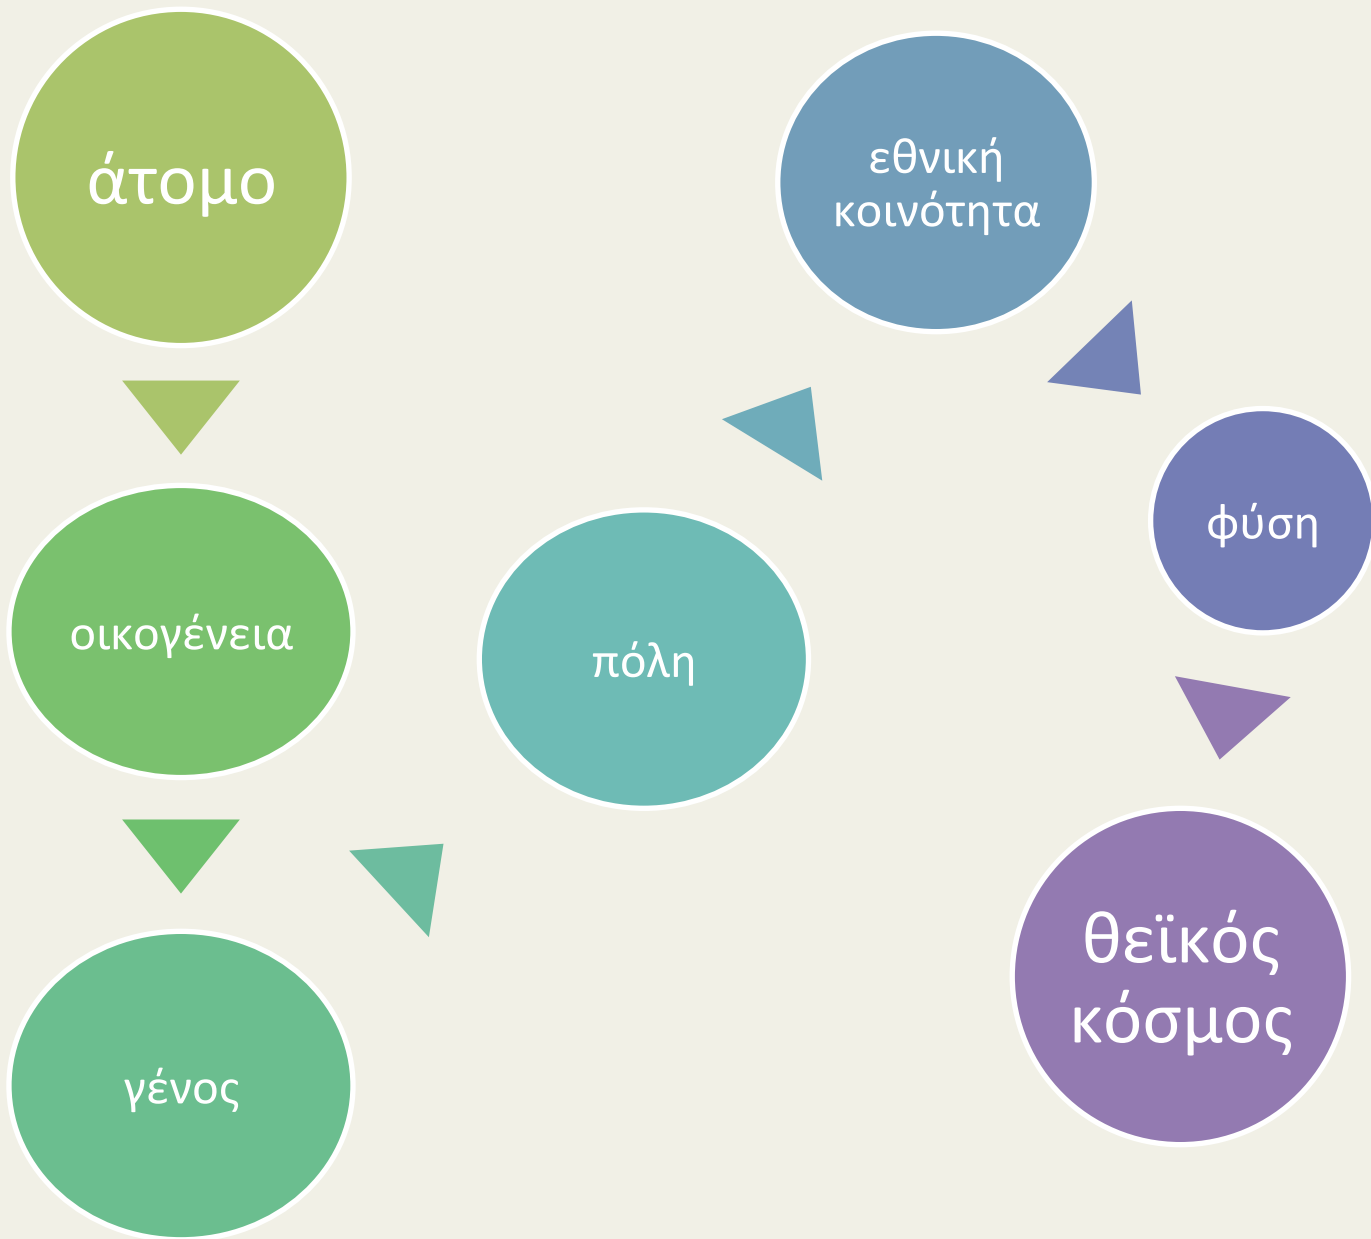 άτομο
οικογένεια
γένος
πόλη
εθνική
κοινότητα
φύση
θεϊκός
κόσμος